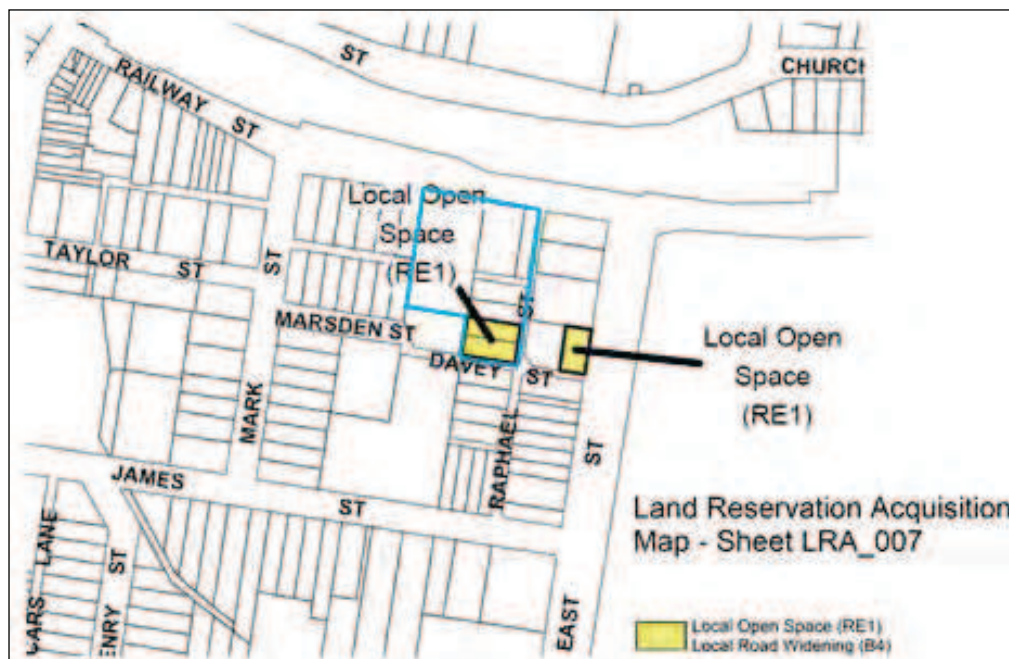 ST
CHURCH
RAILWAY
ST
Local Open
Space
(RE1)
TAYLOR
ST
ST
ST
MARSDEN ST
DAVEY
ST
Local Open
Space
(RE1)
MARK
RAPHAEL
ST
JAMES
ST
Land Reservation Acquisition
Map - Sheet LRA_007
LANE
ST
EAST
Local Open Space (RE1)
Local Road Widening (B4)